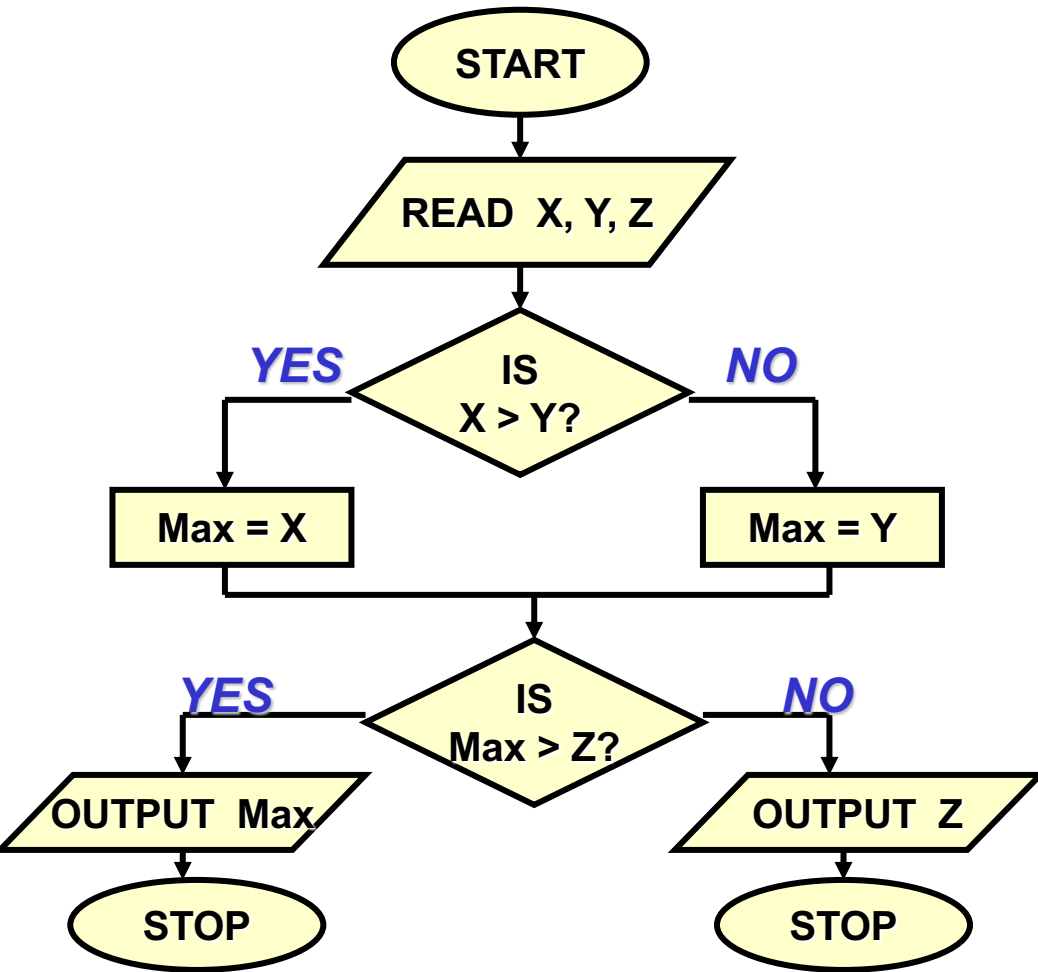 START
READ X, Y, Z
YES
IS
X > Y?
NO
Max = X
Max = Y
YES
IS
Max > Z?
NO
OUTPUT Max
OUTPUT Z
STOP
STOP